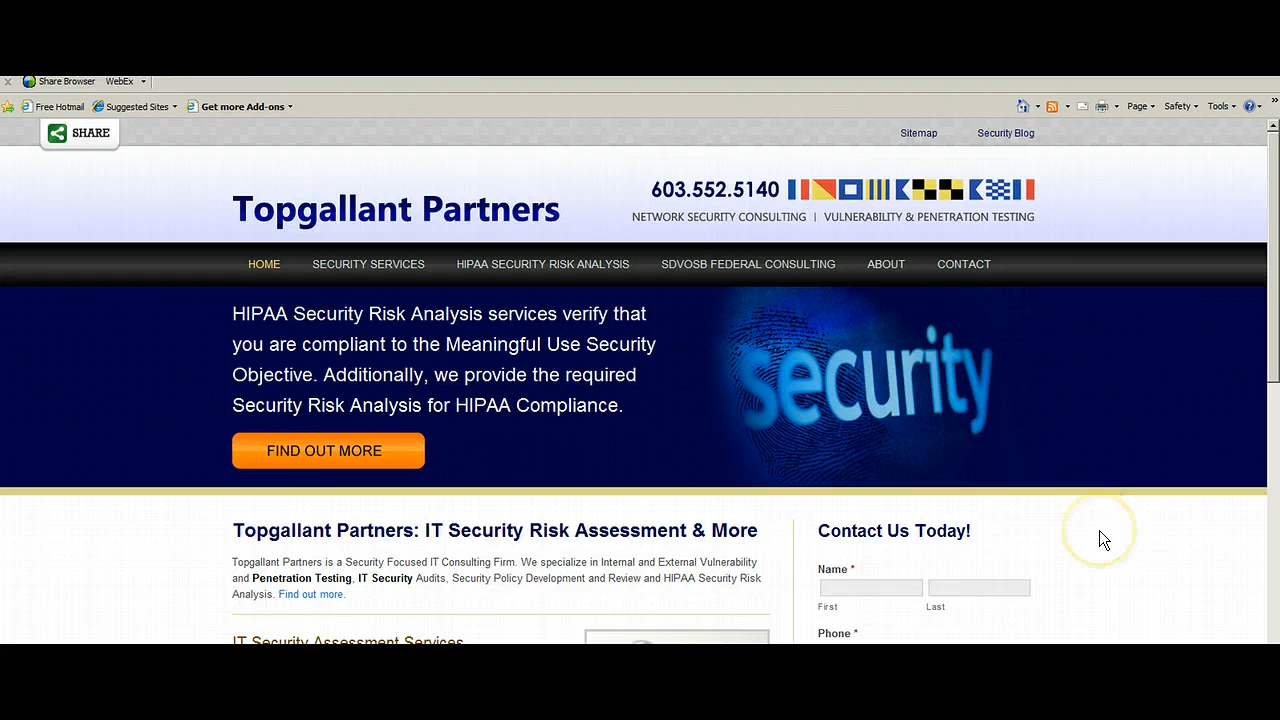 Share Browser WebEx
Free Hotmail Suggested Sites Get more Add-ons Page Safety Tools
SHARE Sitemap Security Blog
603.552.5140
Topgallant Partners
NETWORK SECURITY CONSULTING | VULNERABILITY & PENETRATION TESTING
HOME SECURITY SERVICES HIPAA SECURITY RISK ANALYSIS SDVOSB FEDERAL CONSULTING ABOUT CONTACT
HIPAA Security Risk Analysis services verify that
you are compliant to the Meaningful Use Security
Objective. Additionally, we provide the required
Security Risk Analysis for HIPAA Compliance.
security
FIND OUT MORE
Topgallant Partners: IT Security Risk Assessment & More
Topgallant Partners is a Security Focused IT Consulting Firm. We specialize in Internal and External Vulnerability
and Penetration Testing, IT Security Audits, Security Policy Development and Review and HIPAA Security Risk
Analysis. Find out more.
IT Security Assessment Services
Contact Us Today!
Name *
First Last
Phone *